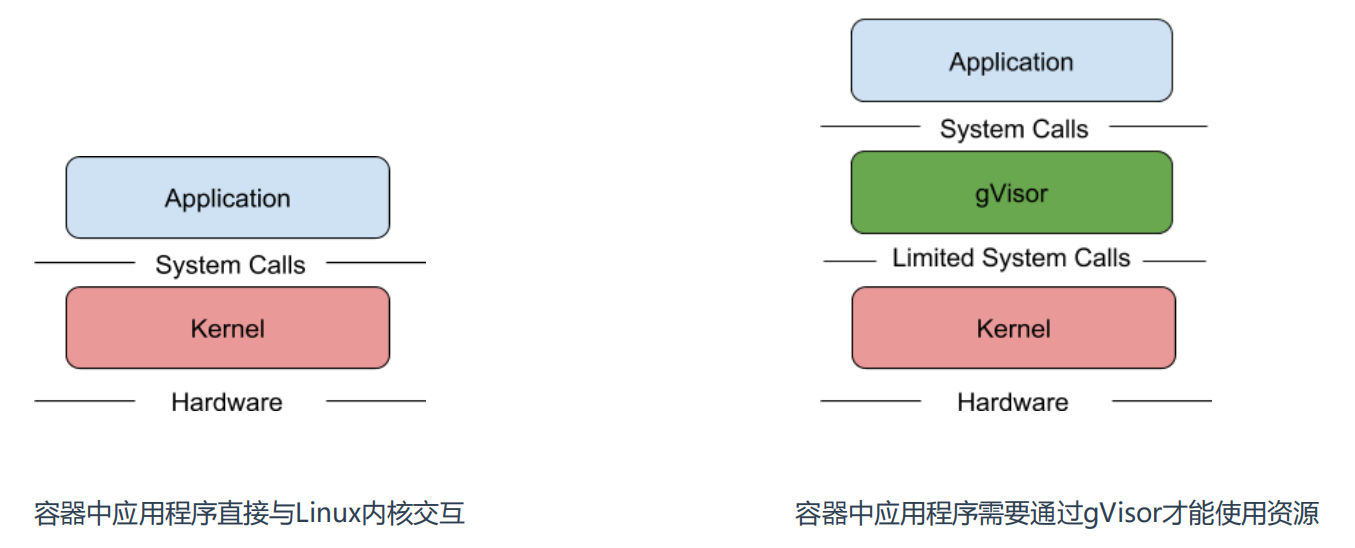 Application
System Calls
Kernel
Hardware
容器中应用程序直接与Linux内核交互
Application
System Calls
gVisor
Limited System Calls
Kernel
Hardware
容器中应用程序需要通过gVisor才能使用资源